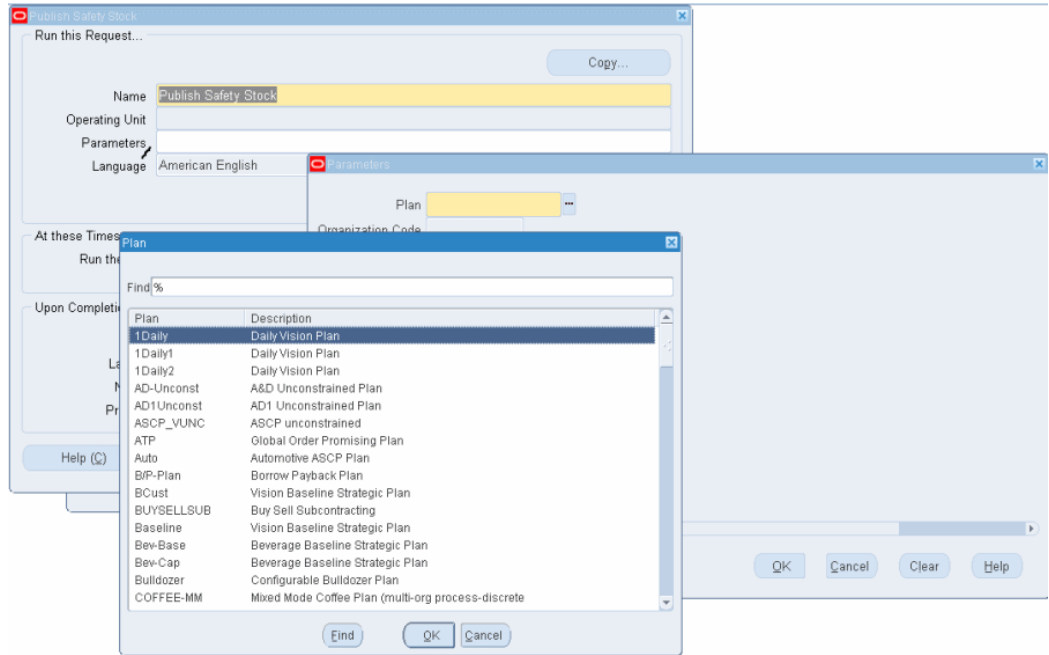 Publish Safety Stock
Run this Request...
Copy...
Name Publish Safety Stock
Operating Unit
Parameters
Language American English
Parameters
Plan
Organization Code
At these Times
Run the
Upon Completi
Plan
Find %
Plan Description
1Daily Daily Vision Plan
1Daily1 Daily Vision Plan
1Daily2 Daily Vision Plan
AD-Unconst A&D Unconstrained Plan
AD1Unconst AD1 Unconstrained Plan
ASCP_VUNC ASCP unconstrained
ATP Global Order Promising Plan
Auto Automotive ASCP Plan
B/P-Plan Borrow Payback Plan
BCust Vision Baseline Strategic Plan
BUYSELLSUB Buy Sell Subcontracting
Baseline Vision Baseline Strategic Plan
Bev-Base Beverage Baseline Strategic Plan
Bev-Cap Beverage Baseline Strategic Plan
Bulldozer Configurable Bulldozer Plan
COFFEE-MM Mixed Mode Coffee Plan (multi-org process-discrete
Find OK Cancel
La
Pr
Help (C)
OK Cancel Clear Help